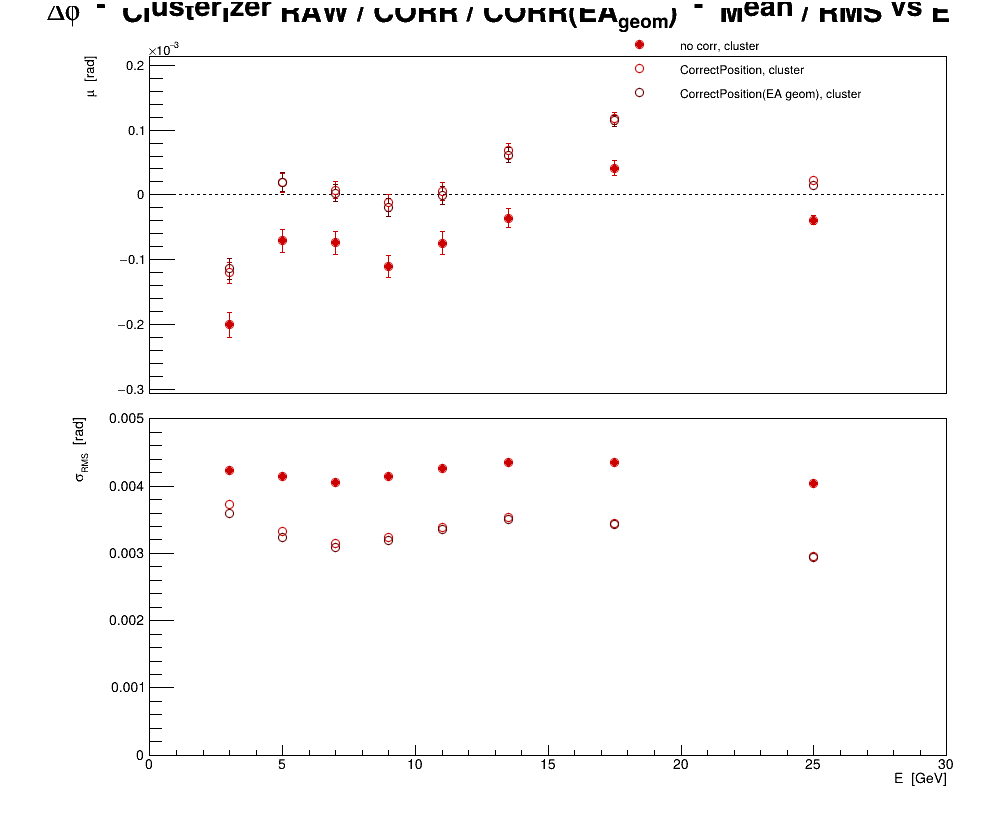 Δφ - Clusterizer RAW / CORR / CORR(EAgeom) - Mean / RMS vs E
×10⁻³
μ [rad]
no corr, cluster
CorrectPosition, cluster
CorrectPosition(EA geom), cluster
0.2
0.1
0
−0.1
−0.2
−0.3
σRMS [rad]
0.005
0.004
0.003
0.002
0.001
0
0 5 10 15 20 25 30
E [GeV]